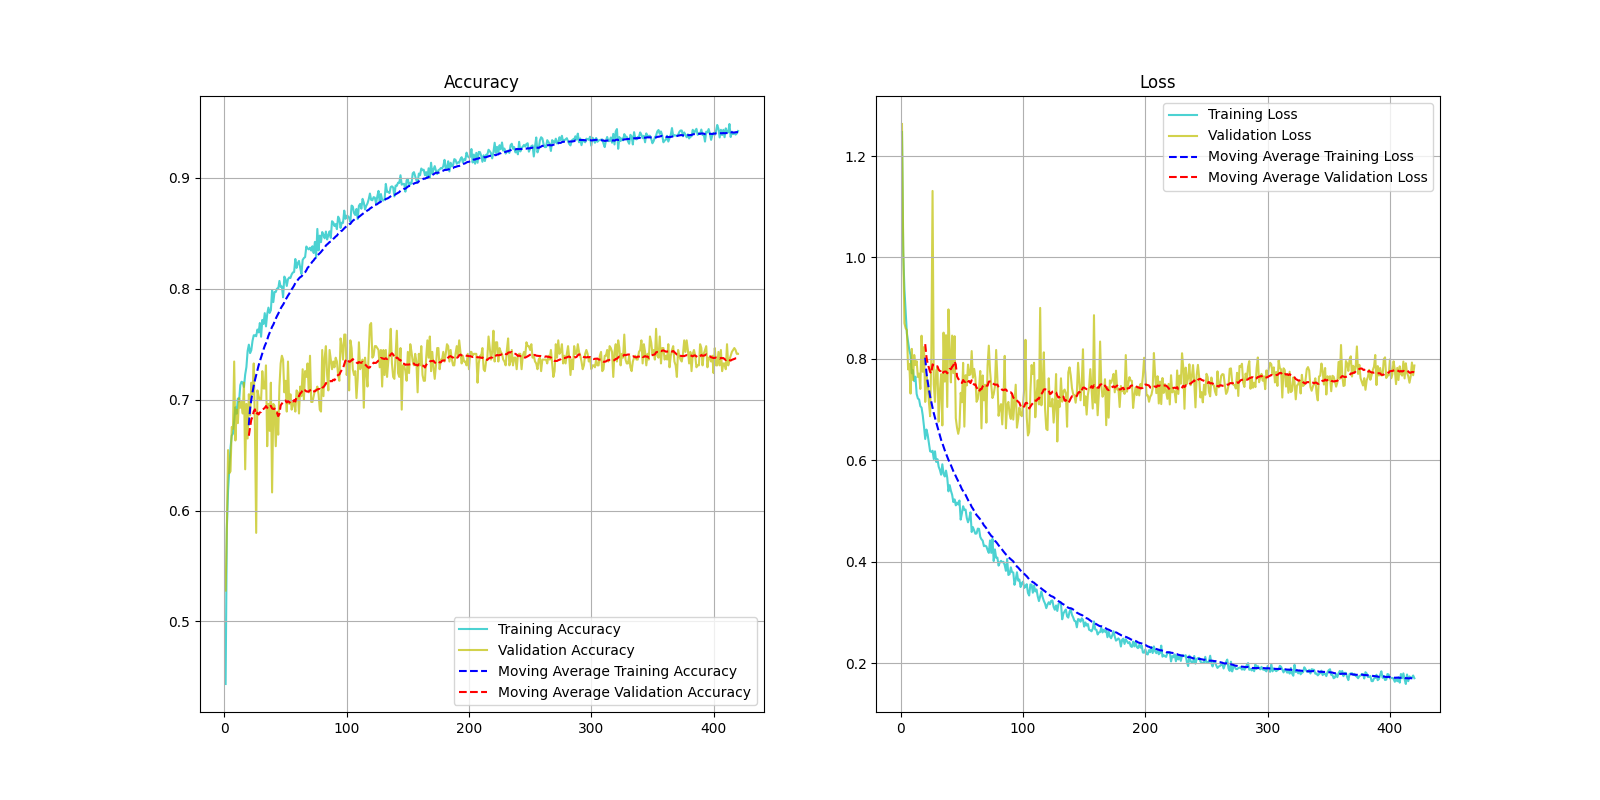 Accuracy
0.9
0.8
0.7
0.6
0.5
0
100
200
300
400
Training Accuracy
Validation Accuracy
Moving Average Training Accuracy
Moving Average Validation Accuracy
Loss
1.2
1.0
0.8
0.6
0.4
0.2
0
100
200
300
400
Training Loss
Validation Loss
Moving Average Training Loss
Moving Average Validation Loss